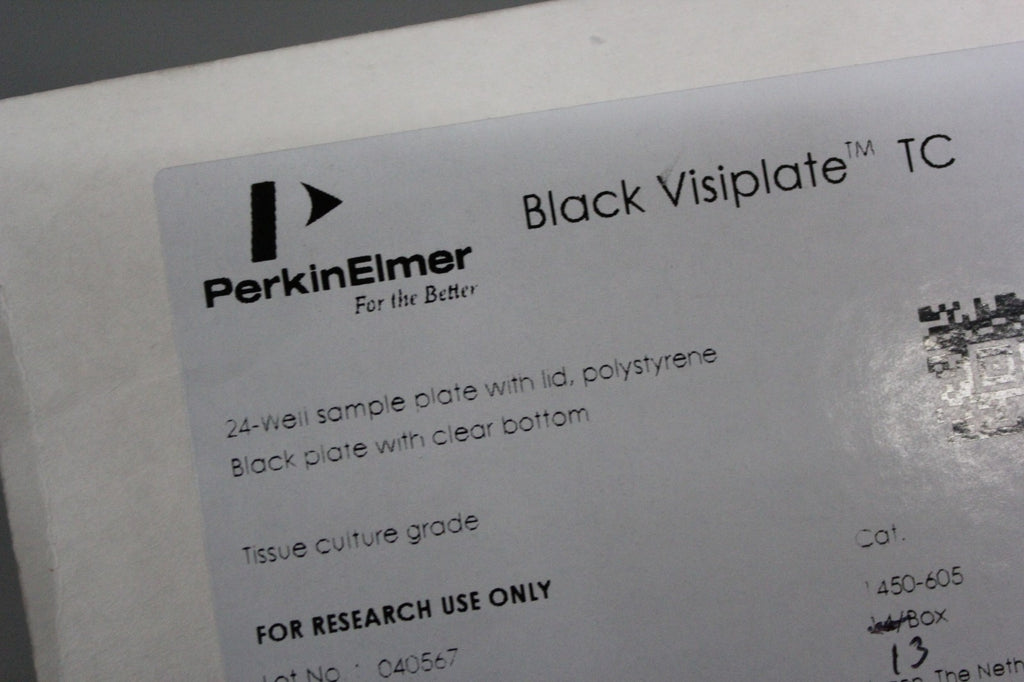 Black Visiplate™ TC
PerkinElmer
For the Better
24-Well sample plate with lid, polystyrene
Black plate with clear bottom
Tissue culture grade
Cat.
450-605
/Box
13
FOR RESEARCH USE ONLY
Lot No.: 040567
The Neth